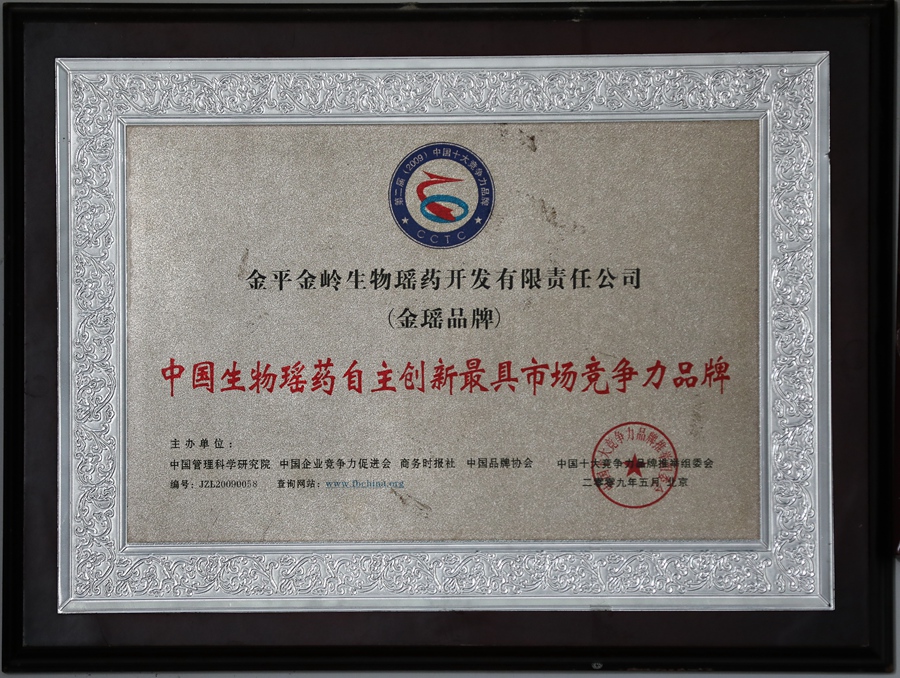 第二届（2009）中国十大竞争力品牌
CCTC
金平金岭生物瑶药开发有限责任公司
(金瑶品牌)
中国生物瑶药自主创新最具市场竞争力品牌
主办单位：
中国管理科学研究院 中国企业竞争力促进会 商务时报社 中国品牌协会 中国十大竞争力品牌推荐组委会
编号：JZL20090058 查询网站： 二零零九年五月 北京